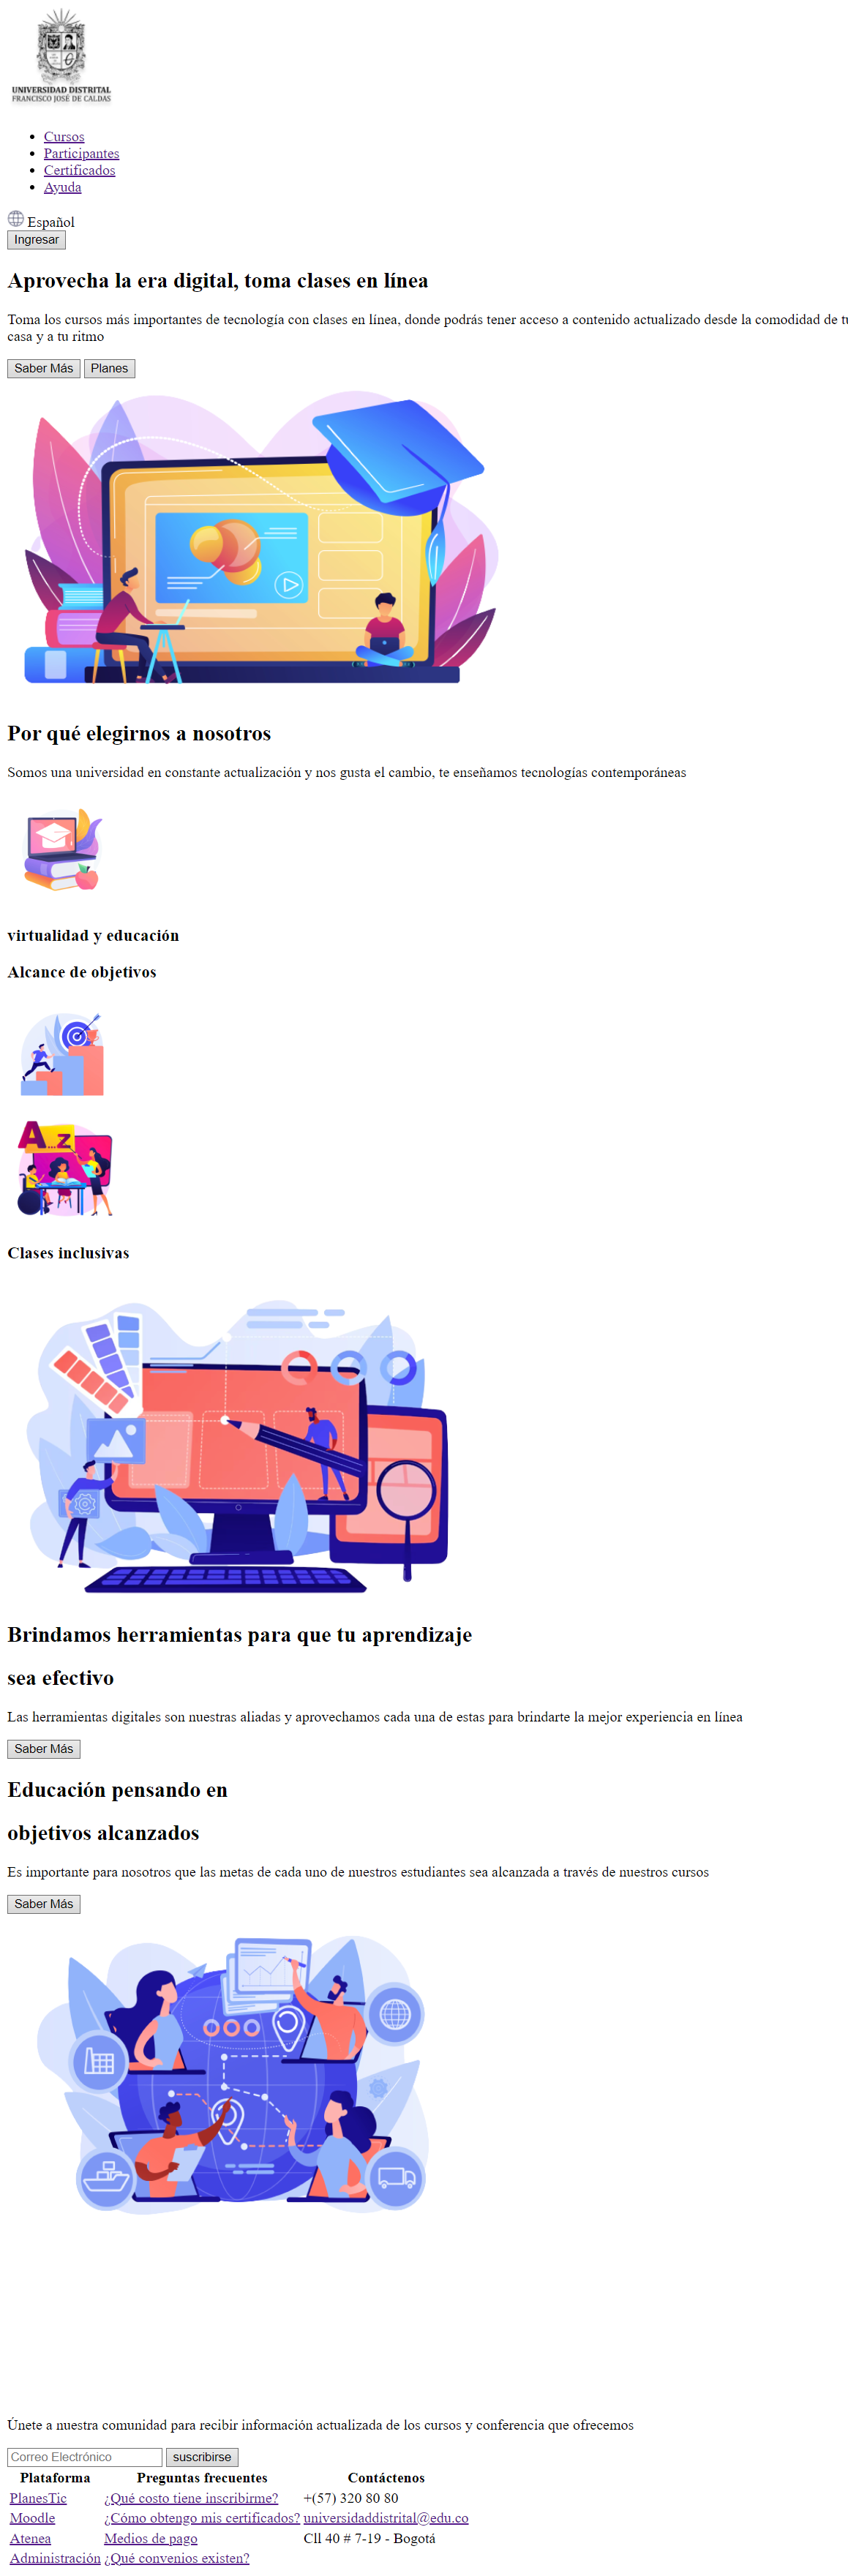 UNIVERSIDAD DISTRITAL
FRANCISCO JOSÉ DE CALDAS
Cursos
Participantes
Certificados
Ayuda
Español
Ingresar
Aprovecha la era digital, toma clases en línea
Toma los cursos más importantes de tecnología con clases en línea, donde podrás tener acceso a contenido actualizado desde la comodidad de
casa y a tu ritmo
Saber Más Planes
Por qué elegirnos a nosotros
Somos una universidad en constante actualización y nos gusta el cambio, te enseñamos tecnologías contemporáneas
virtualidad y educación
Alcance de objetivos
A...Z
Clases inclusivas
Brindamos herramientas para que tu aprendizaje
sea efectivo
Las herramientas digitales son nuestras aliadas y aprovechamos cada una de estas para brindarte la mejor experiencia en línea
Saber Más
Educación pensando en
objetivos alcanzados
Es importante para nosotros que las metas de cada uno de nuestros estudiantes sea alcanzada a través de nuestros cursos
Saber Más
Únete a nuestra comunidad para recibir información actualizada de los cursos y conferencia que ofrecemos
Correo Electrónico suscribirse
Plataforma Preguntas frecuentes Contáctenos
PlanesTic ¿Qué costo tiene inscribirme? +(57) 320 80 80
Moodle ¿Cómo obtengo mis certificados? universidaddistrital@edu.co
Atenea Medios de pago Cll 40 # 7-19 - Bogotá
Administración ¿Qué convenios existen?